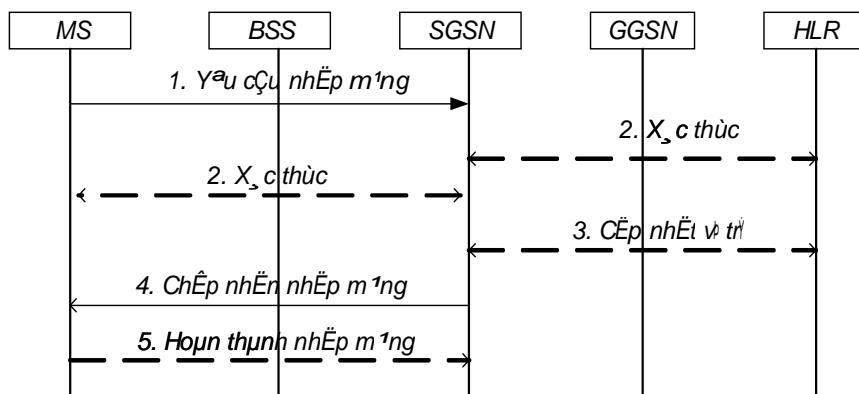 MS
BSS
SGSN
GGSN
HLR
1. Yªu cÇu nhËp m¹ng
2. X¸c thùc
2. X¸c thùc
3. CËp nhËt vÞ trÝ
4. ChÊp nhËn nhËp m¹ng
5. Hoµn thµnh nhËp m¹ng